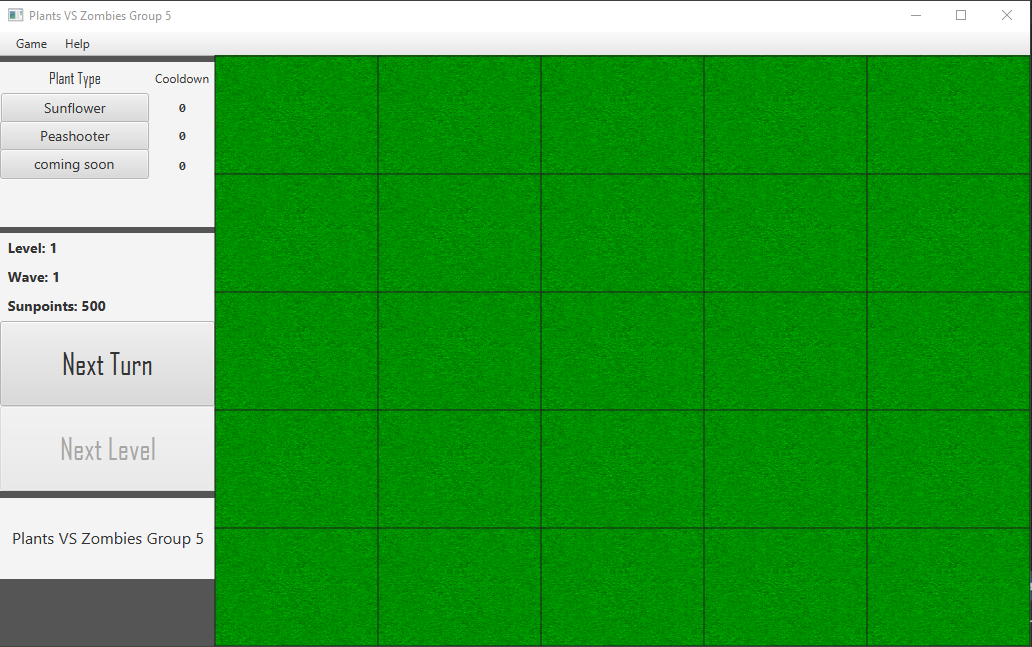 Plants VS Zombies Group 5
Game Help
Plant Type Cooldown
Sunflower 0
Peashooter 0
coming soon 0
Level: 1
Wave: 1
Sunpoints: 500
Next Turn
Next Level
Plants VS Zombies Group 5